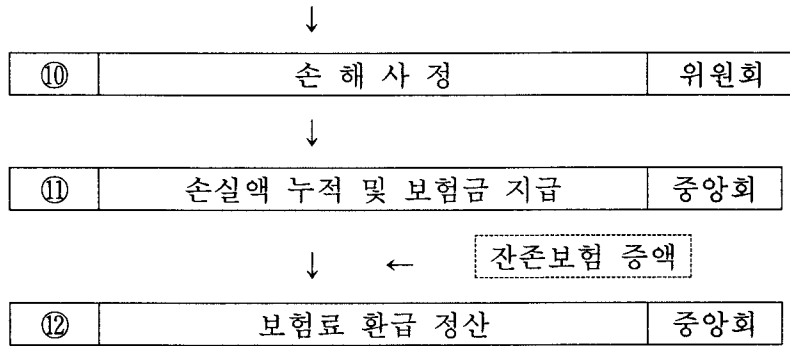 ↓
⑩ 손 해 사 정 위원회
↓
⑪ 손실액 누적 및 보험금 지급 중앙회
↓ ← 잔존보험 증액
⑫ 보험료 환급 정산 중앙회